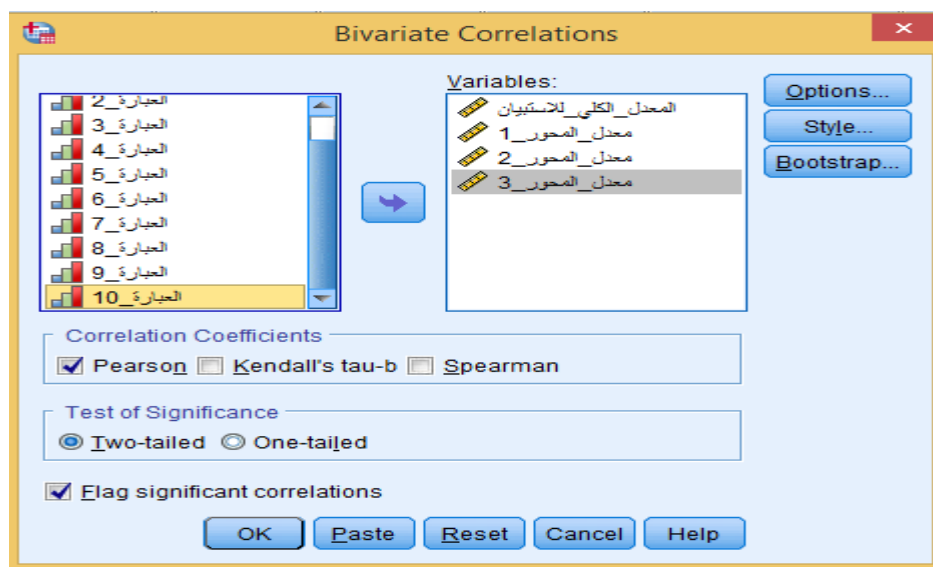 Bivariate Correlations
العبارة_2
العبارة_3
العبارة_4
العبارة_5
العبارة_6
العبارة_7
العبارة_8
العبارة_9
العبارة_10
Variables:
المعدل_الكلي_للاستبيان
معدل_المحور_1
معدل_المحور_2
معدل_المحور_3
Options...
Style...
Bootstrap...
Correlation Coefficients
Pearson Kendall's tau-b Spearman
Test of Significance
Two-tailed One-tailed
Flag significant correlations
OK Paste Reset Cancel Help